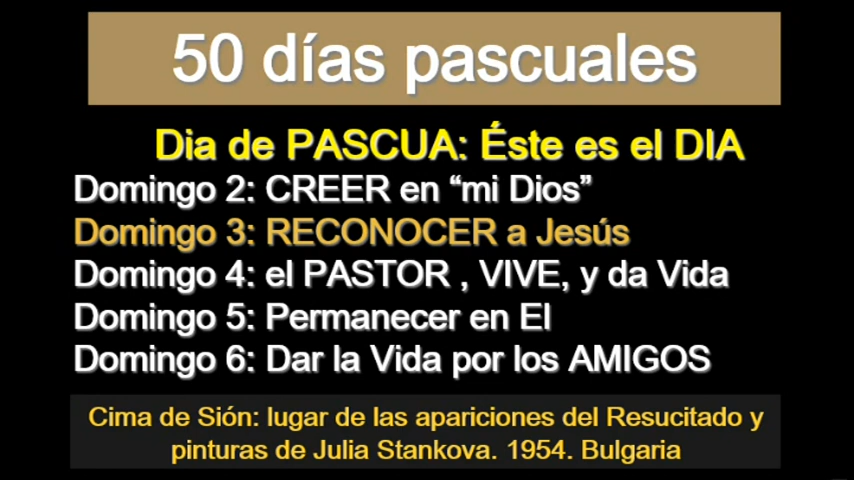 50 días pascuales
Dia de PASCUA: Éste es el DIA
Domingo 2: CREER en “mi Dios”
Domingo 3: RECONOCER a Jesús
Domingo 4: el PASTOR , VIVE, y da Vida
Domingo 5: Permanecer en El
Domingo 6: Dar la Vida por los AMIGOS
Cima de Sión: lugar de las apariciones del Resucitado y
pinturas de Julia Stankova. 1954. Bulgaria